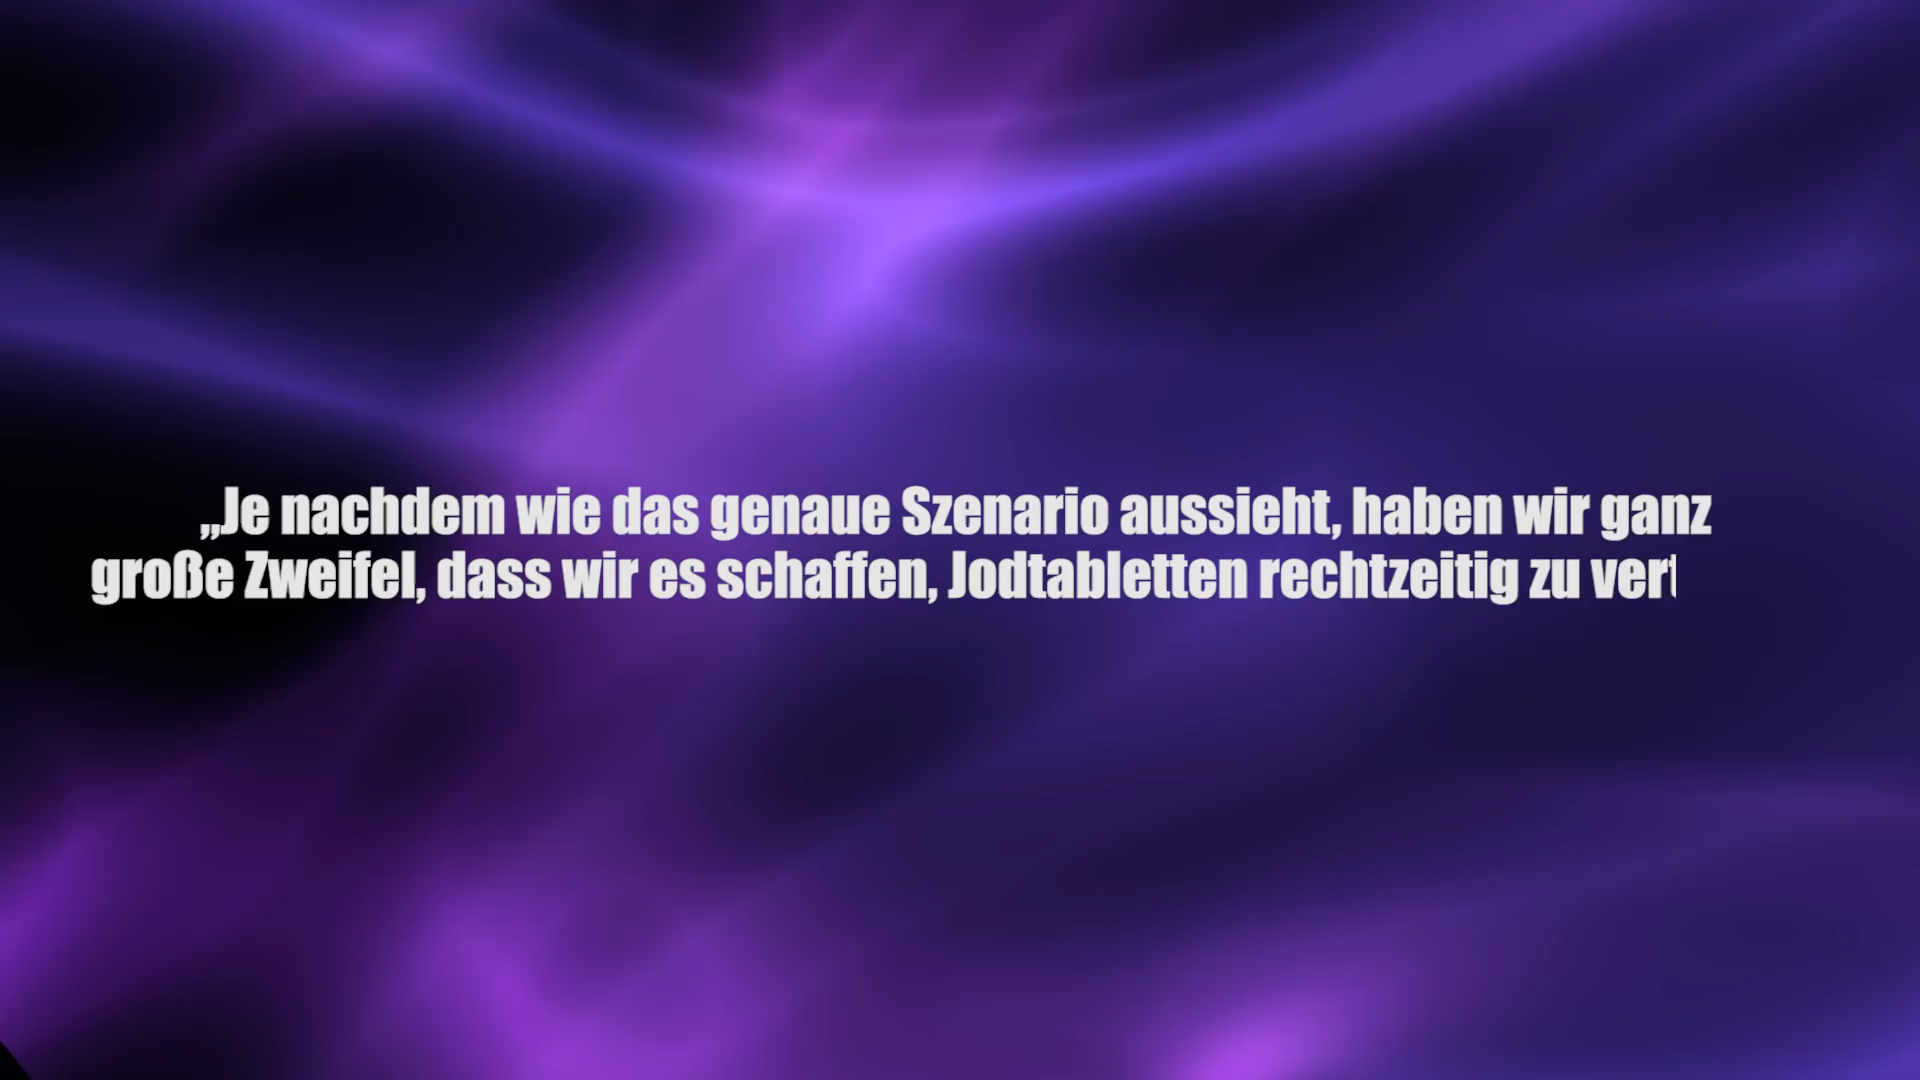 „Je nachdem wie das genaue Szenario aussieht, haben wir ganz
große Zweifel, dass wir es schaffen, Jodtabletten rechtzeitig zu